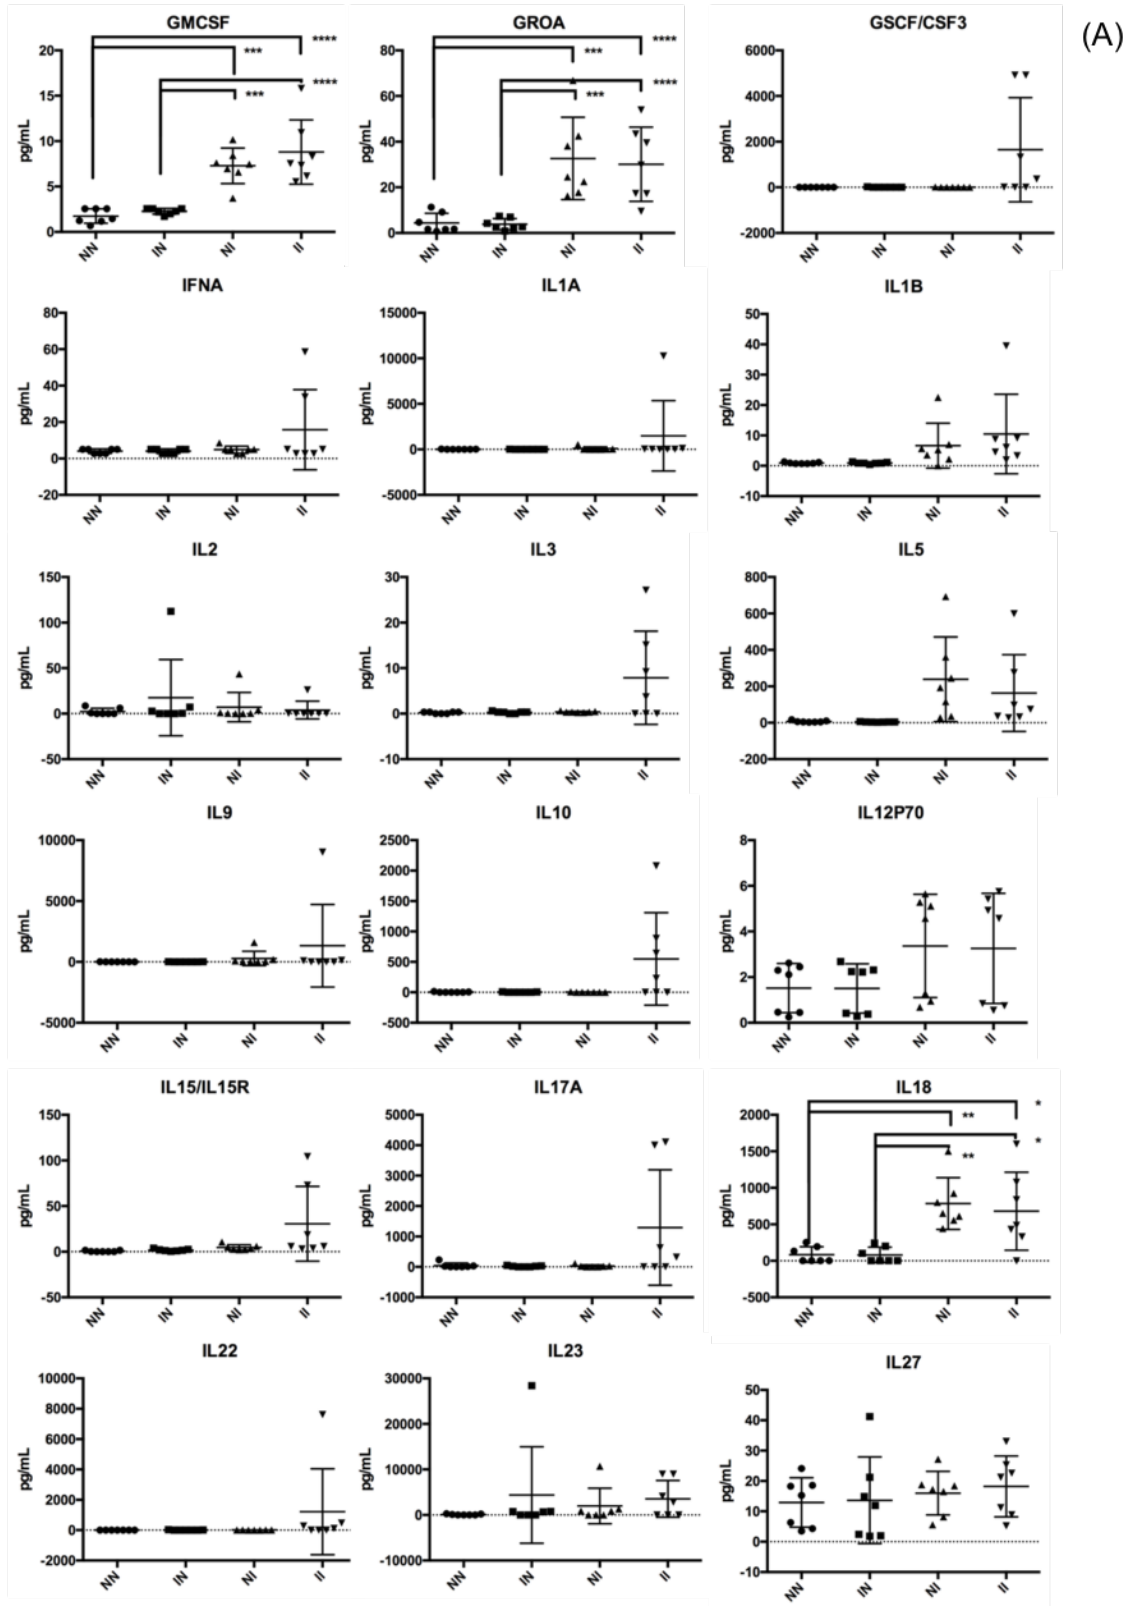 (A)
GMCSF
pg/mL
20
15
10
5
0
*** ****
*** ****
NN IN NI II
GROA
pg/mL
80
60
40
20
0
*** ****
*** ****
NN IN NI II
GSCF/CSF3
pg/mL
6000
4000
2000
0
-2000
NN IN NI II
IFNA
pg/mL
80
60
40
20
0
-20
NN IN NI II
IL1A
pg/mL
15000
10000
5000
0
-5000
NN IN NI II
IL1B
pg/mL
50
40
30
20
10
0
-10
NN IN NI II
IL2
pg/mL
150
100
50
0
-50
NN IN NI II
IL3
pg/mL
30
20
10
0
-10
NN IN NI II
IL5
pg/mL
800
600
400
200
0
-200
NN IN NI II
IL9
pg/mL
10000
5000
0
-5000
NN IN NI II
IL10
pg/mL
2500
2000
1500
1000
500
0
-500
NN IN NI II
IL12P70
pg/mL
8
6
4
2
0
NN IN NI II
IL15/IL15R
pg/mL
150
100
50
0
-50
NN IN NI II
IL17A
pg/mL
5000
4000
3000
2000
1000
0
-1000
NN IN NI II
IL18
pg/mL
2000
1500
1000
500
0
-500
** *
** *
NN IN NI II
IL22
pg/mL
10000
8000
6000
4000
2000
0
-2000
NN IN NI II
IL23
pg/mL
30000
20000
10000
0
-10000
NN IN NI II
IL27
pg/mL
50
40
30
20
10
0
-10
NN IN NI II